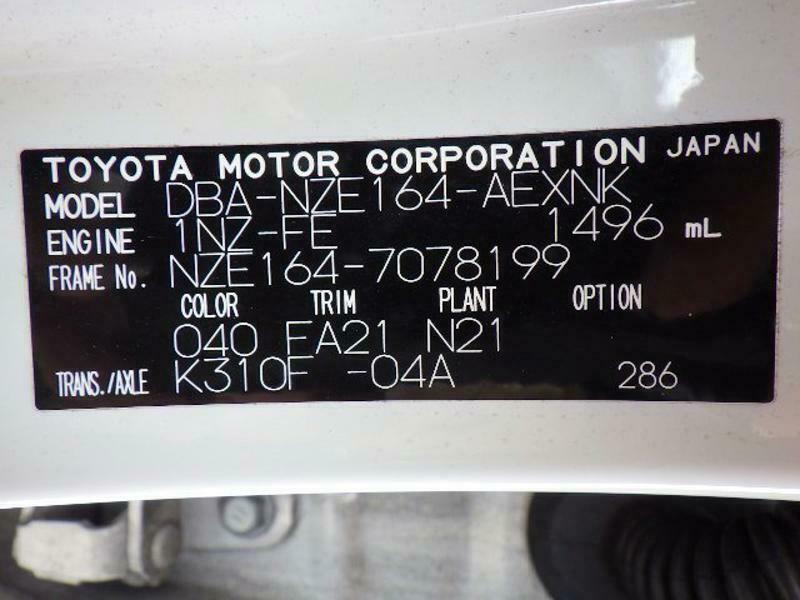 TOYOTA MOTOR CORPORATION JAPAN
MODEL DBA-NZE164-AEXNK
ENGINE 1NZ-FE 1496 mL
FRAME No. NZE164-7078199
COLOR TRIM PLANT OPTION
040 EA21 N21
TRANS./AXLE K310F -04A 286